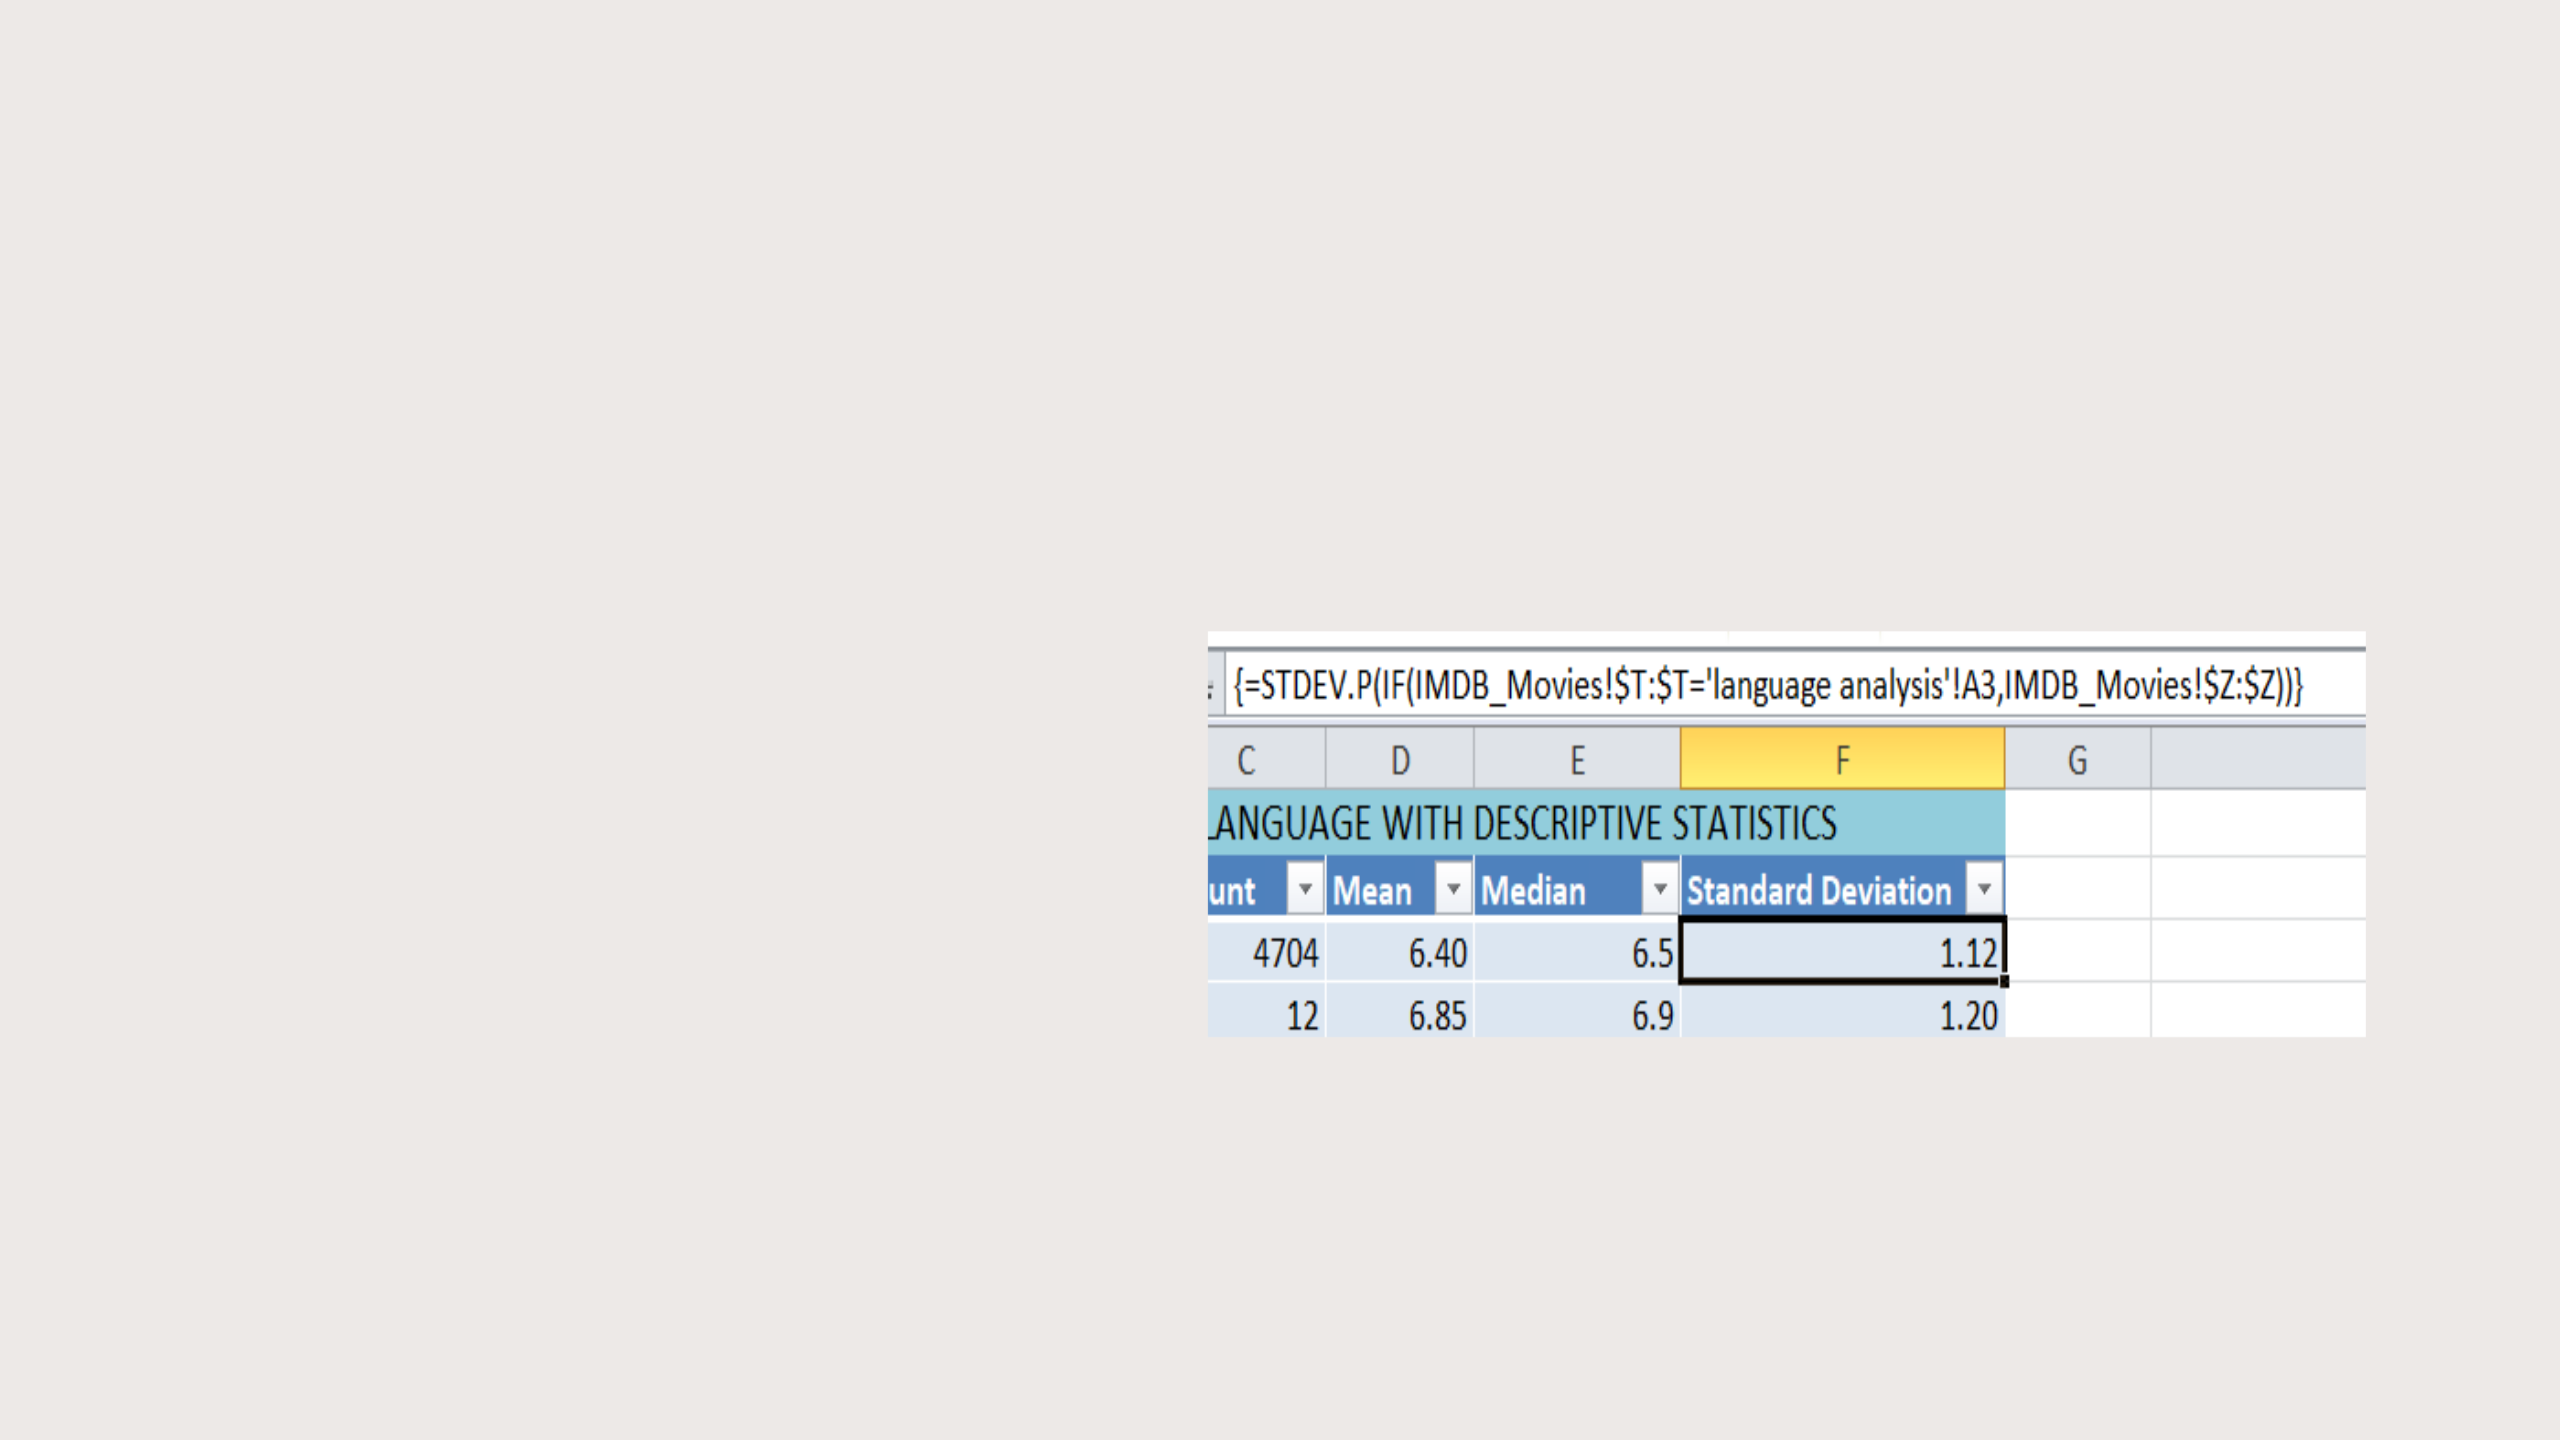 {=STDEV.P(IF(IMDB_Movies!$T:$T='language analysis'!A3,IMDB_Movies!$Z:$Z))}
C D E F G
LANGUAGE WITH DESCRIPTIVE STATISTICS
unt Mean Median Standard Deviation
4704 6.40 6.5 1.12
12 6.85 6.9 1.20